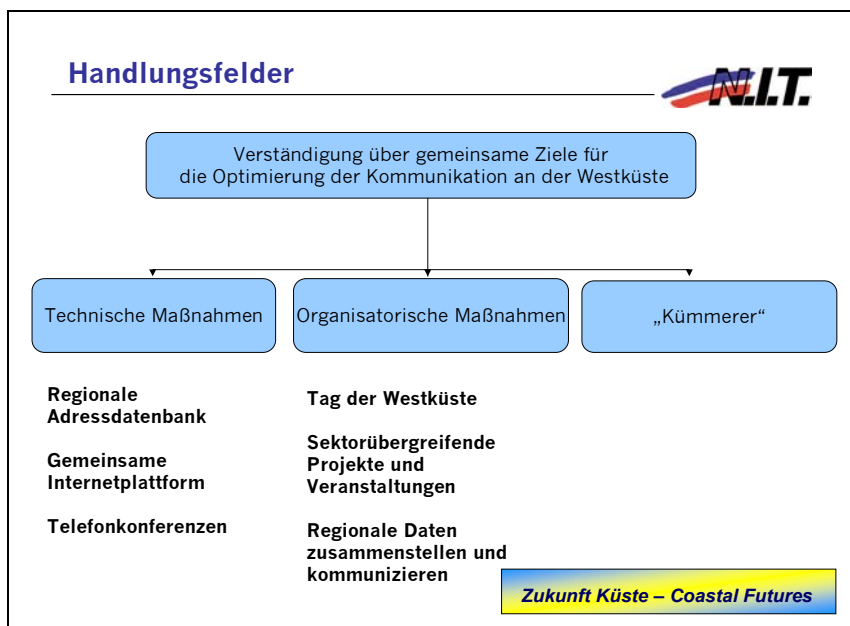 Handlungsfelder
N.I.T.
Verständigung über gemeinsame Ziele für
die Optimierung der Kommunikation an der Westküste
Technische Maßnahmen
Organisatorische Maßnahmen
„Kümmerer“
Regionale
Adressdatenbank
Gemeinsame
Internetplattform
Telefonkonferenzen
Tag der Westküste
Sektorübergreifende
Projekte und
Veranstaltungen
Regionale Daten
zusammenstellen und
kommunizieren
Zukunft Küste – Coastal Futures